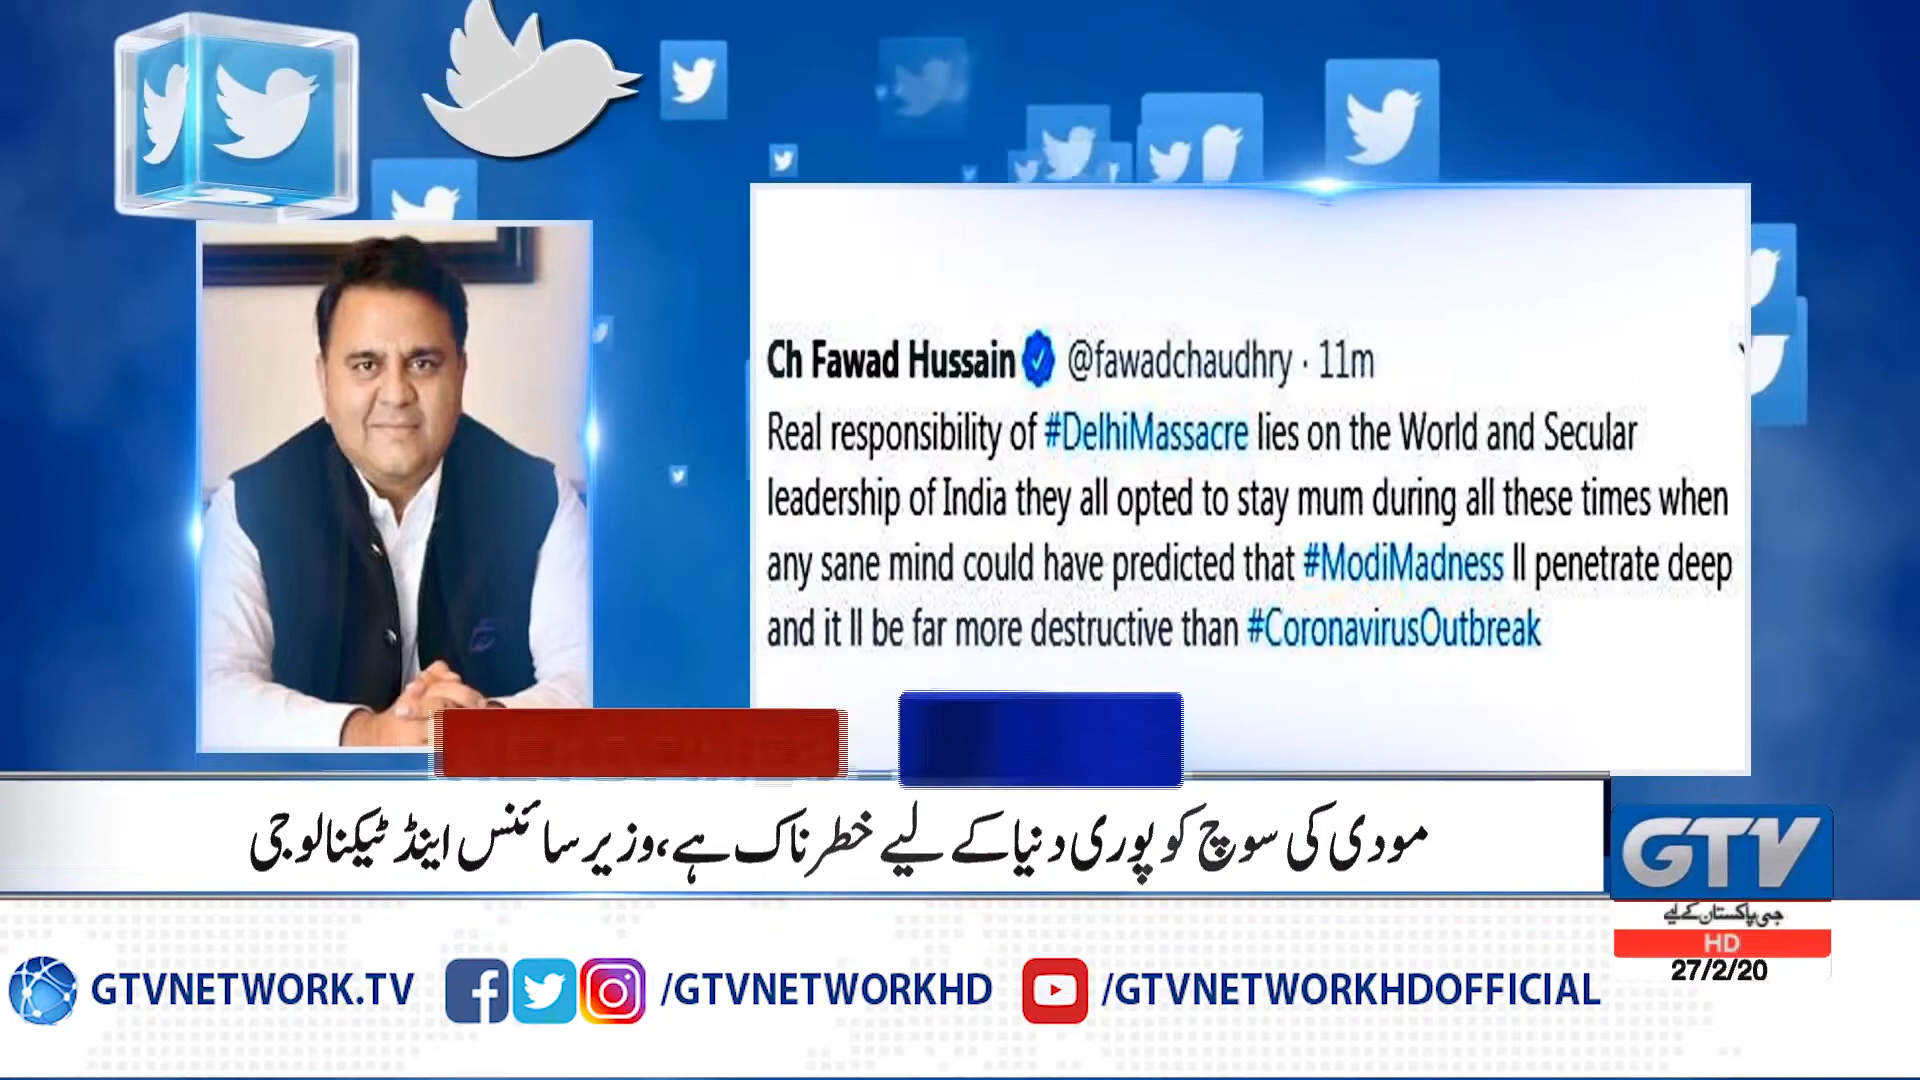 Ch Fawad Hussain @fawadchaudhry · 11m
Real responsibility of #DelhiMassacre lies on the World and Secular
leadership of India they all opted to stay mum during all these times when
any sane mind could have predicted that #ModiMadness ll penetrate deep
and it ll be far more destructive than #CoronavirusOutbreak
مودی کی سوچ کو پوری دنیا کے لیے خطرناک ہے، وزیر سائنس اینڈ ٹیکنالوجی
GTV
جیئے پاکستان کے لیے
HD
27/2/20
GTVNETWORK.TV /GTVNETWORKHD /GTVNETWORKHDOFFICIAL